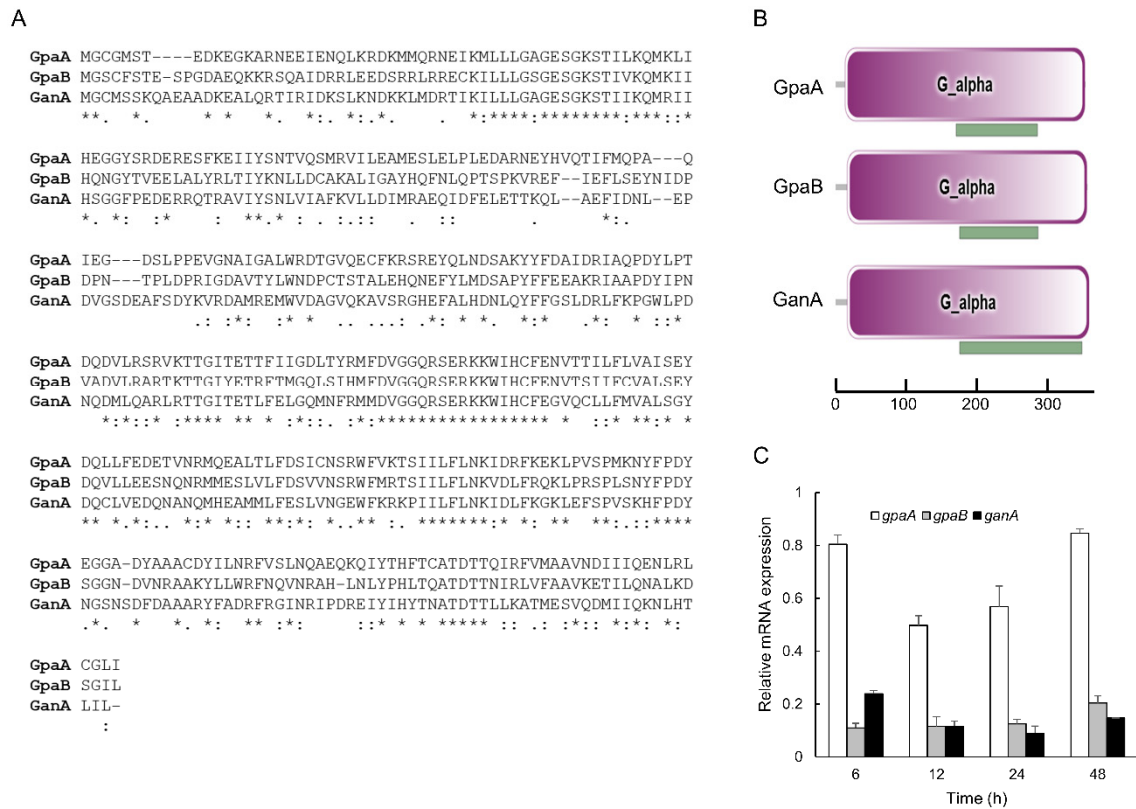 A
GpaA MGCGMST----EDKEGKARNEEIENQLKRDKMMQRNEIKMLLLGAGESGKSTILKQMKLI
GpaB MGSCFSTE-SPGDAEQKKRSQAIDRRLEEDSRRLRRECKILLLGSGESGKSTIVKQMKII
GanA MGCMSSKQAEAADKEALQRTIRIDKSLKNDKKLMDRTIKILLLGAGESGKSTIIKQMRII
GpaA HEGGYSRDERESFKEIIYSNTVQSMRVILEAMESLELPLEDARNEYHVQTIFMQPA---Q
GpaB HQNGYTVEELALYRLTIYKNLLDCAKALIGAYHQFNLQPTSPKVREF--IEFLSEYNIDP
GanA HSGGFPEDERRQTRAVIYSNLVIAFKVLLDIMRAEQIDFELETTKQL--AEFIDNL--EP
GpaA IEG---DSLPPEVGNAIGALWRDTGVQECFKRSREYQLNDSAKYYFDAIDRIAQPDYLPT
GpaB DPN---TPLDPRIGDAVTYLWNDPCTSTALEHQNEFYLMDSAPYFFEEAKRIAAPDYIPN
GanA DVGSDEAFSDYKVRDAMREMWVDAGVQKAVSRGHEFALHDNLQYFFGSLDRLFKPGWLPD
GpaA DQDVLRSRVKTTGITETTFIIGDLTYRMFDVGGQRSERKKWIHCFENVTTILFLVAISEY
GpaB VADVLRARTKTTGIYETRFTMGQLSIHMFDVGGQRSERKKWIHCFENVTSIIFCVALSEY
GanA NQDMLQARLRTTGITETLFELGQMNFRMMDVGGQRSERKKWIHCFEGVQCLLFMVALSGY
GpaA DQLLFEDETVNRMQEALTLFDSICNSRWFVKTSIILFLNKIDRFKEKLPVSPMKNYFPDY
GpaB DQVLLEESNQNRMMESLVLFDSVVNSRWFMRTSIILFLNKVDLFRQKLPRSPLSNYFPDY
GanA DQCLVEDQNANQMHEAMMLFESLVNGEWFKRKPIILFLNKIDLFKGKLEFSPVSKHFPDY
GpaA EGGA-DYAAACDYILNRFVSLNQAEQKQIYTHFTCATDTTQIRFVMAAVNDIIIQENLRL
GpaB SGGN-DVNRAAKYLLWRFNQVNRAH-LNLYPHLTQATDTTNIRLVFAAVKETILQNALKD
GanA NGSNSDFDAAARYFADRFRGINRIPDREIYIHYTNATDTTLLKATMESVQDMIIQKNLHT
GpaA CGLI
GpaB SGIL
GanA LIL-
B
GpaA
G_alpha
GpaB
G_alpha
GanA
G_alpha
0 100 200 300
C
Relative mRNA expression
1
0.8
0.6
0.4
0.2
0
gpaA gpaB ganA
6 12 24 48
Time (h)